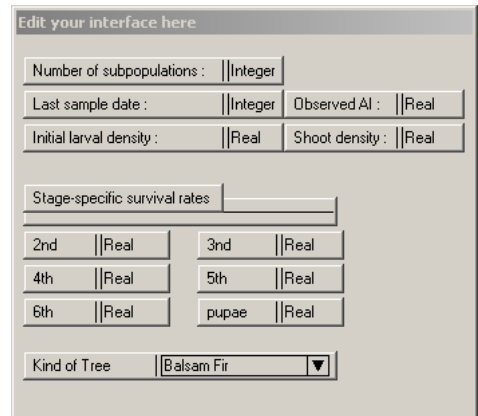 Edit your interface here
Number of subpopulations : Integer
Last sample date : Integer Observed AI : Real
Initial larval density : Real Shoot density : Real
Stage-specific survival rates
2nd Real 3nd Real
4th Real 5th Real
6th Real pupae Real
Kind of Tree Balsam Fir